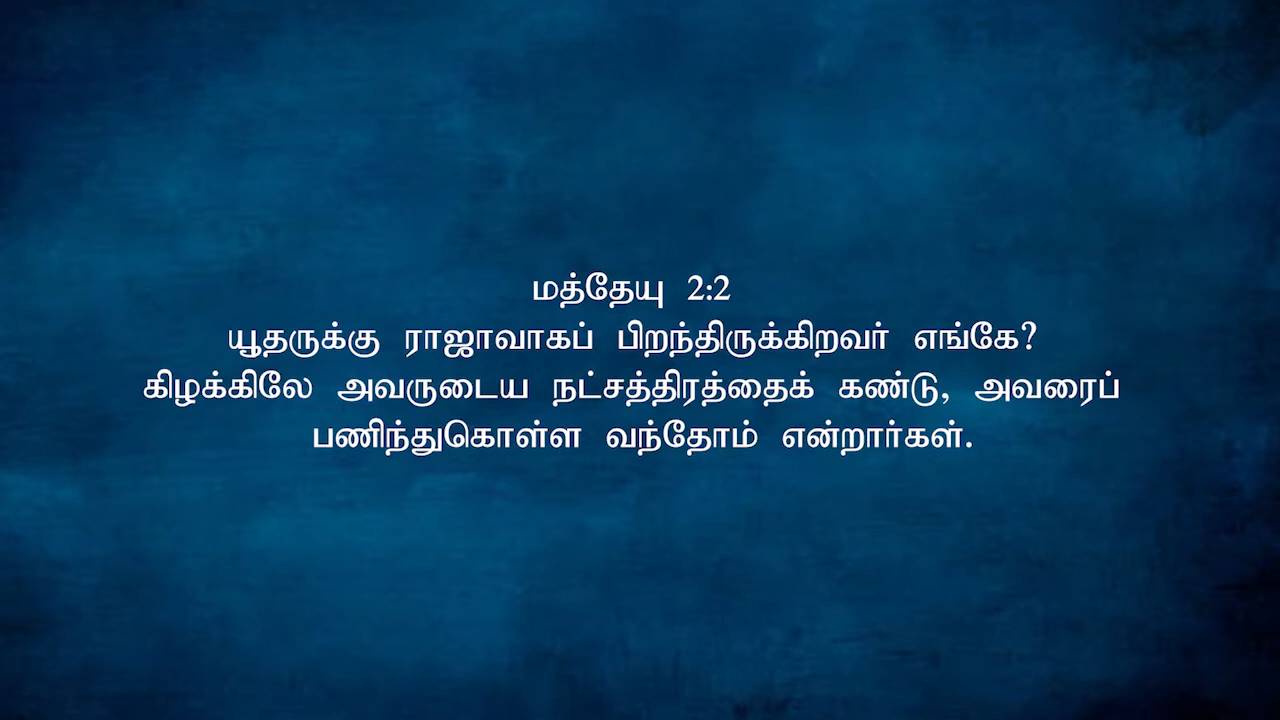 மத்தேயு 2:2
யூதருக்கு ராஜாவாகப் பிறந்திருக்கிறவர் எங்கே?
கிழக்கிலே அவருடைய நட்சத்திரத்தைக் கண்டு, அவரைப்
பணிந்துகொள்ள வந்தோம் என்றார்கள்.